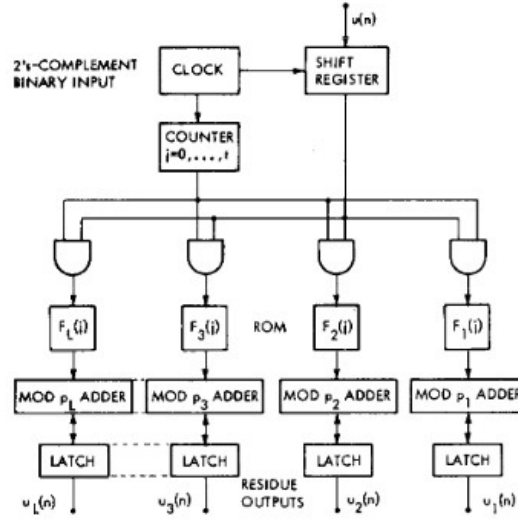 u(n)
2's-COMPLEMENT
BINARY INPUT
CLOCK
SHIFT
REGISTER
COUNTER
j=0, . . . , t
F_L(j)
F_3(j)
ROM
F_2(j)
F_1(j)
MOD p_L ADDER
MOD p_3 ADDER
MOD p_2 ADDER
MOD p_1 ADDER
LATCH
LATCH
LATCH
LATCH
RESIDUE
OUTPUTS
u_L(n)
u_3(n)
u_2(n)
u_1(n)